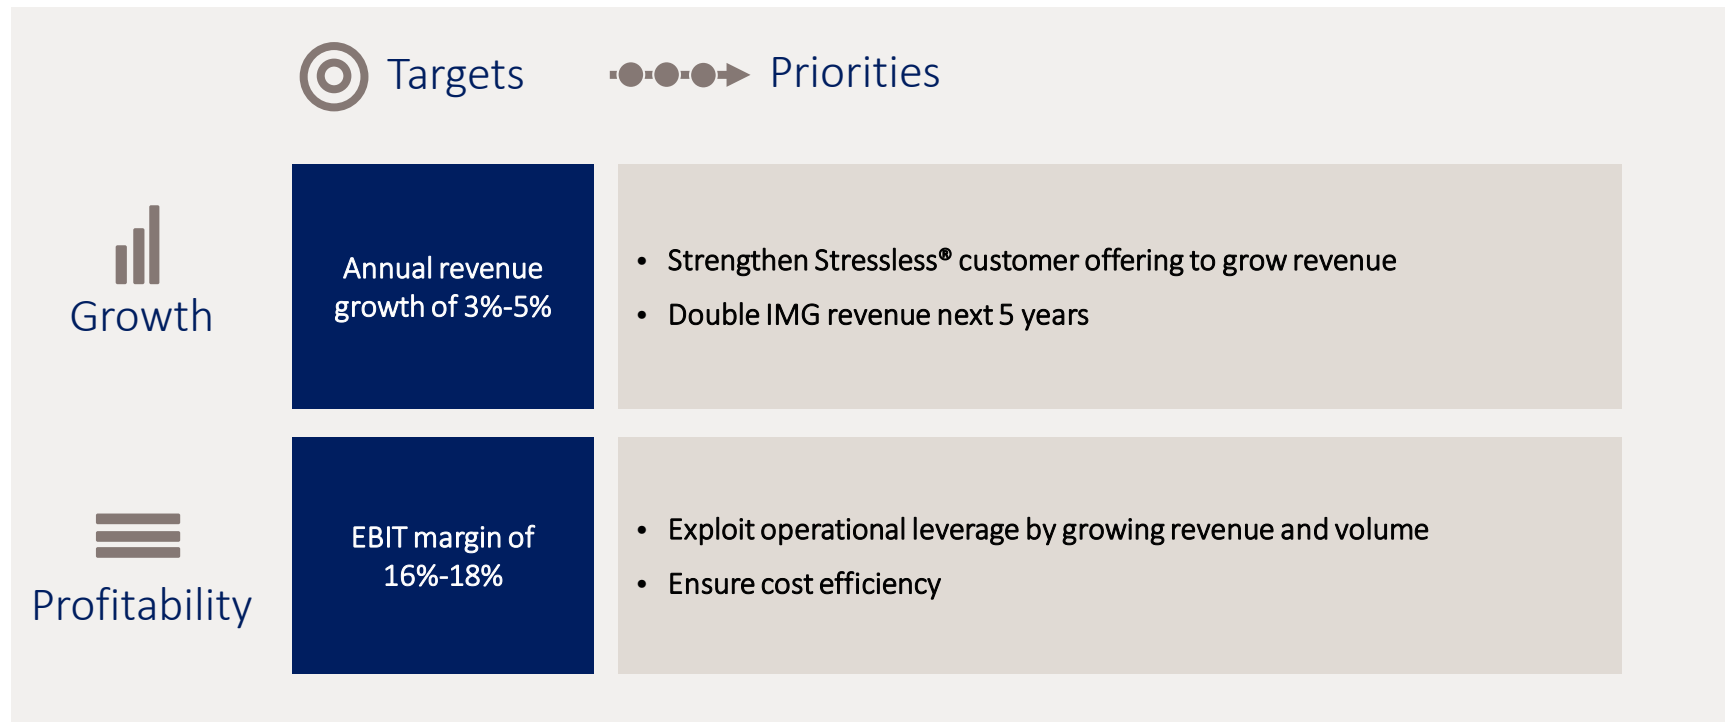 Targets
Priorities
Growth
Annual revenue
growth of 3%-5%
• Strengthen Stressless® customer offering to grow revenue
• Double IMG revenue next 5 years
Profitability
EBIT margin of
16%-18%
• Exploit operational leverage by growing revenue and volume
• Ensure cost efficiency